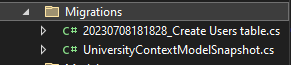 Migrations
C# 20230708181828_Create Users table.cs
C# UniversityContextModelSnapshot.cs